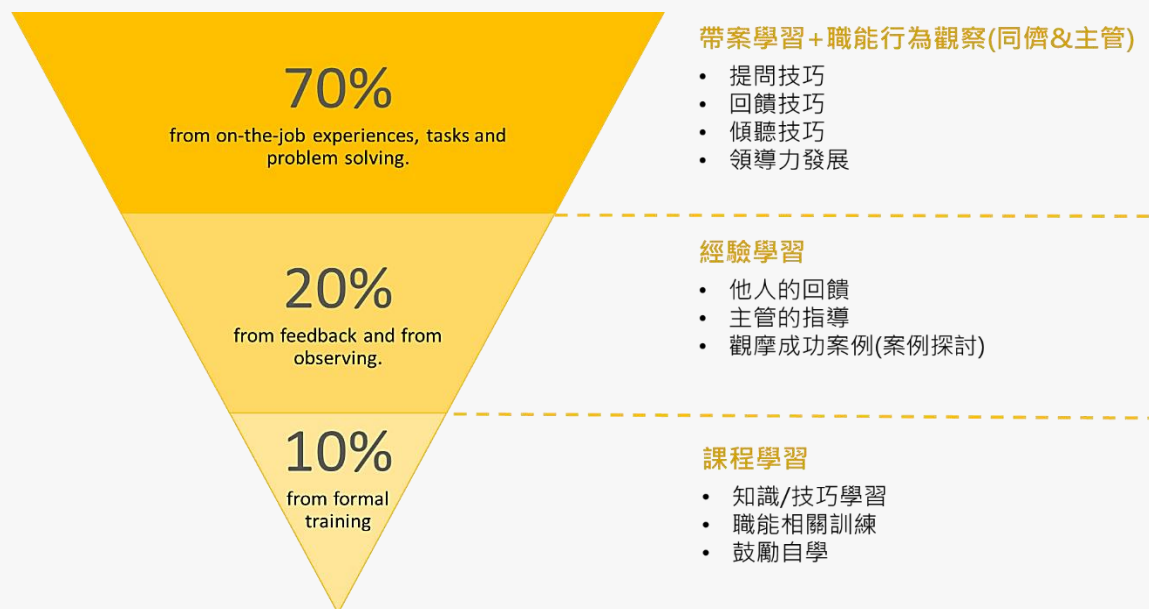 70%
from on-the-job experiences, tasks and
problem solving.
帶案學習+職能行為觀察(同儕&主管)
• 提問技巧
• 回饋技巧
• 傾聽技巧
• 領導力發展
20%
from feedback and from
observing.
經驗學習
• 他人的回饋
• 主管的指導
• 觀摩成功案例(案例探討)
10%
from formal
training
課程學習
• 知識/技巧學習
• 職能相關訓練
• 鼓勵自學